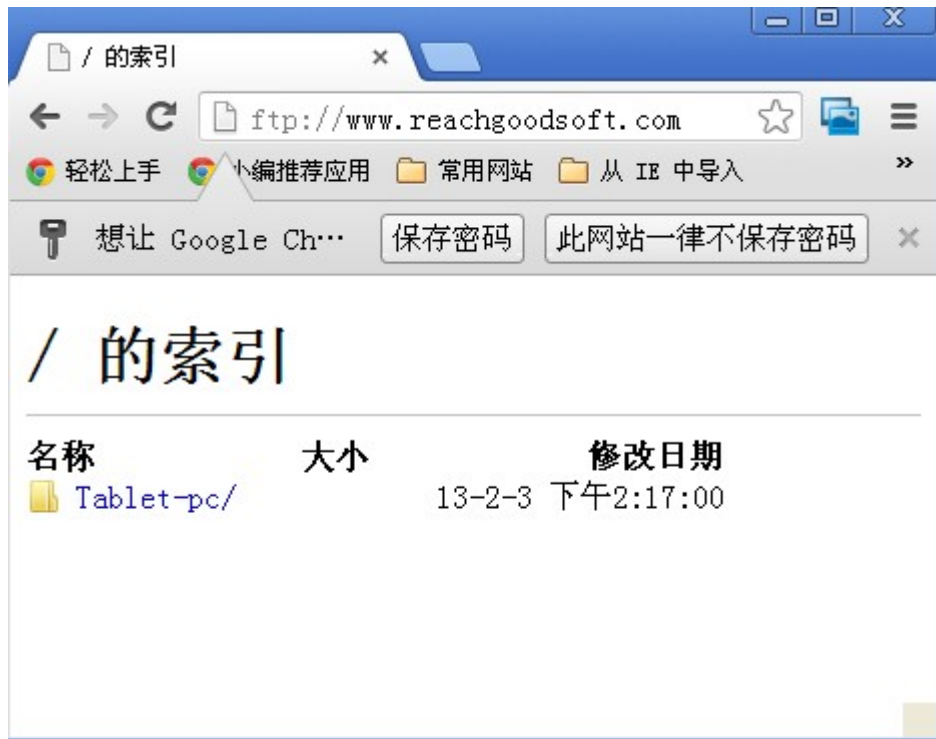 / 的索引
ftp://www.reachgoodsoft.com
轻松上手 小编推荐应用 常用网站 从 IE 中导入 »
想让 Google Ch… 保存密码 此网站一律不保存密码
/ 的索引
名称 大小 修改日期
Tablet-pc/ 13-2-3 下午2:17:00